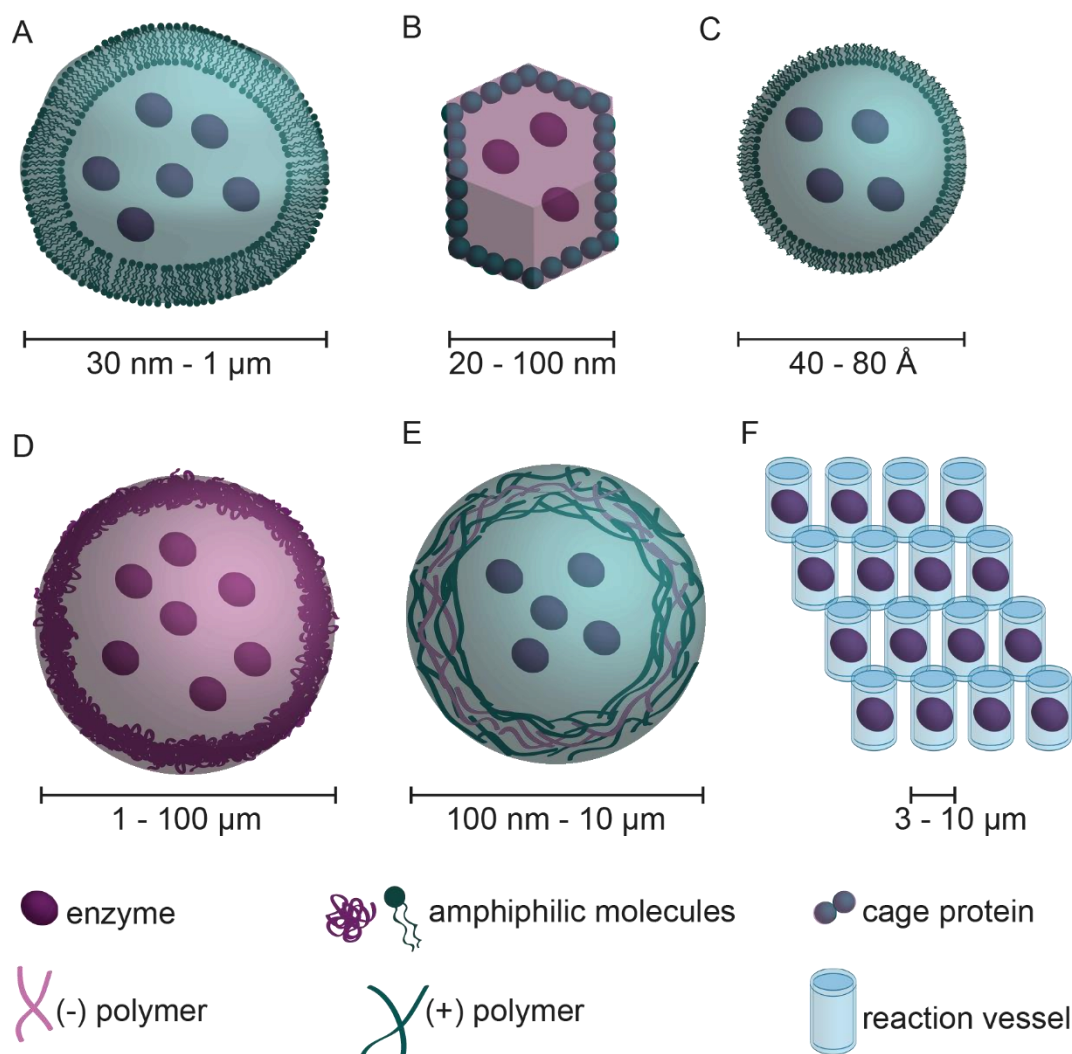 A
B
C
30 nm - 1 µm
20 - 100 nm
40 - 80 Å
D
E
F
1 - 100 µm
100 nm - 10 µm
3 - 10 µm
enzyme
amphiphilic molecules
cage protein
(-) polymer
(+) polymer
reaction vessel